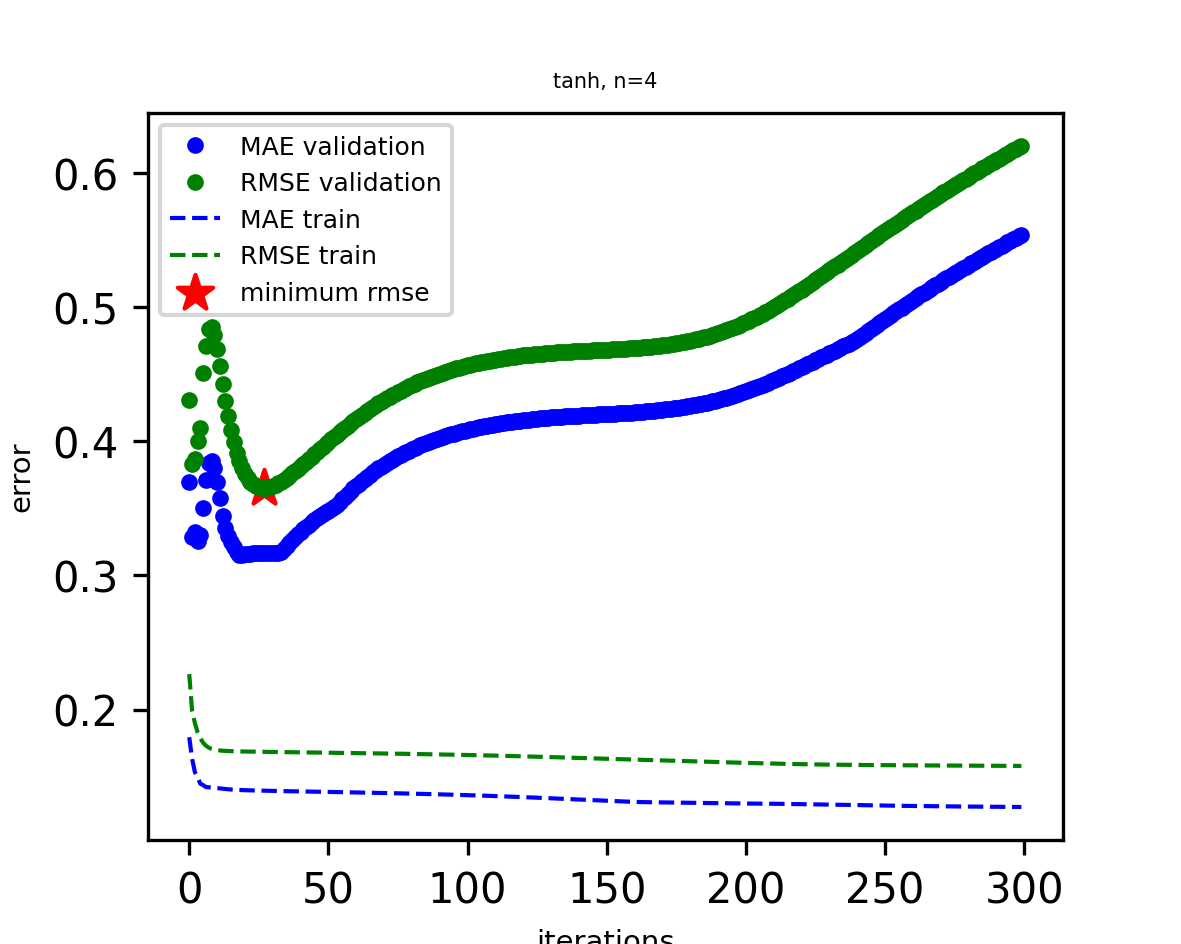 tanh, n=4
MAE validation
RMSE validation
MAE train
RMSE train
minimum rmse
error
0.6
0.5
0.4
0.3
0.2
0 50 100 150 200 250 300
iterations